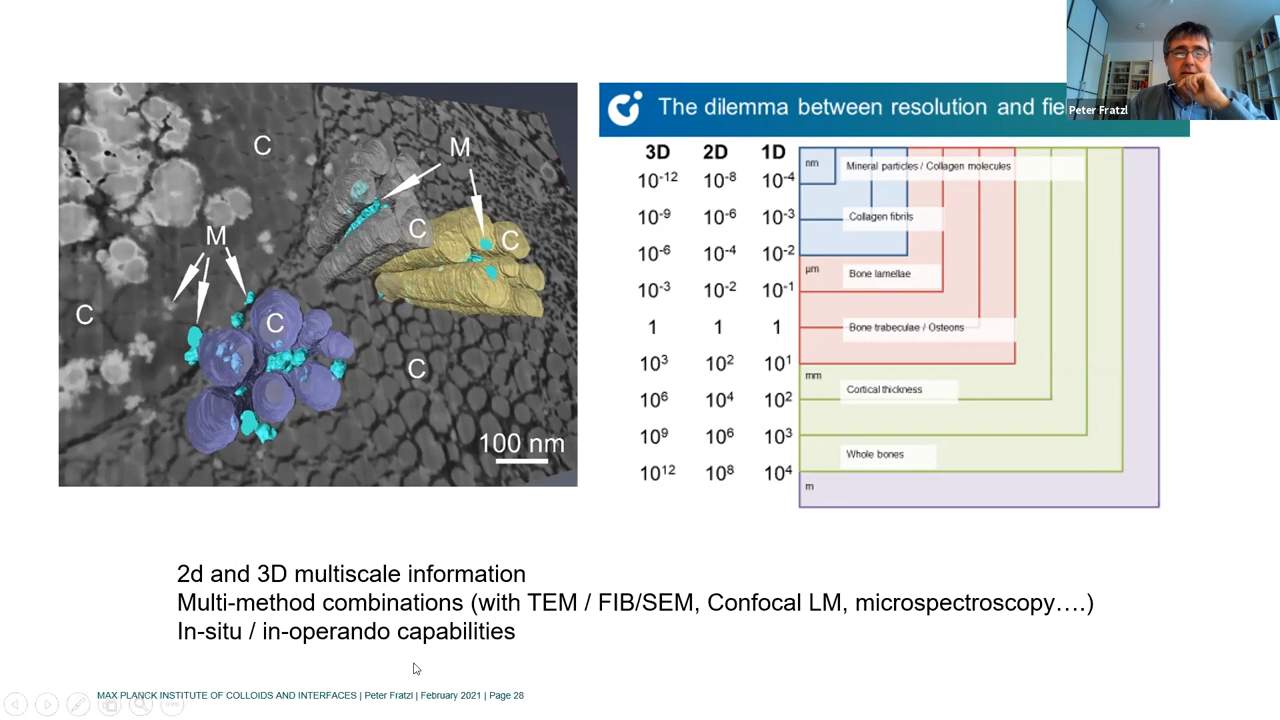 Peter Fratzl
C
M
C
C
M
C
C
C
100 nm
The dilemma between resolution and fie
3D 2D 1D
10-12 10-8 10-4
10-9 10-6 10-3
10-6 10-4 10-2
10-3 10-2 10-1
1 1 1
10³ 10² 10¹
10⁶ 10⁴ 10²
10⁹ 10⁶ 10³
10¹² 10⁸ 10⁴
nm
Mineral particles / Collagen molecules
Collagen fibrils
µm
Bone lamellae
Bone trabeculae / Osteons
mm
Cortical thickness
Whole bones
m
2d and 3D multiscale information
Multi-method combinations (with TEM / FIB/SEM, Confocal LM, microspectroscopy….)
In-situ / in-operando capabilities
MAX PLANCK INSTITUTE OF COLLOIDS AND INTERFACES | Peter Fratzl | February 2021 | Page 28